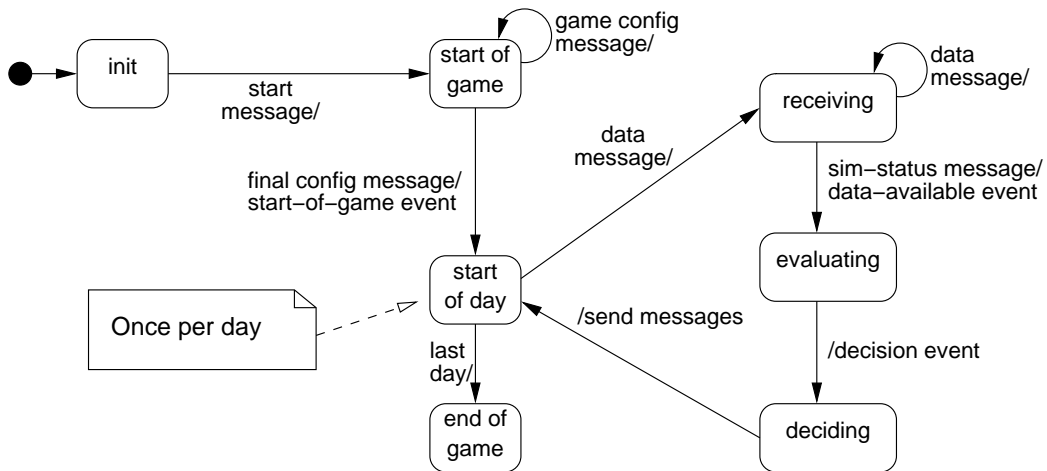 init
start
message/
start of
game
game config
message/
final config message/
start−of−game event
Once per day
start
of day
last
day/
end of
game
data
message/
receiving
data
message/
sim−status message/
data−available event
evaluating
/decision event
deciding
/send messages